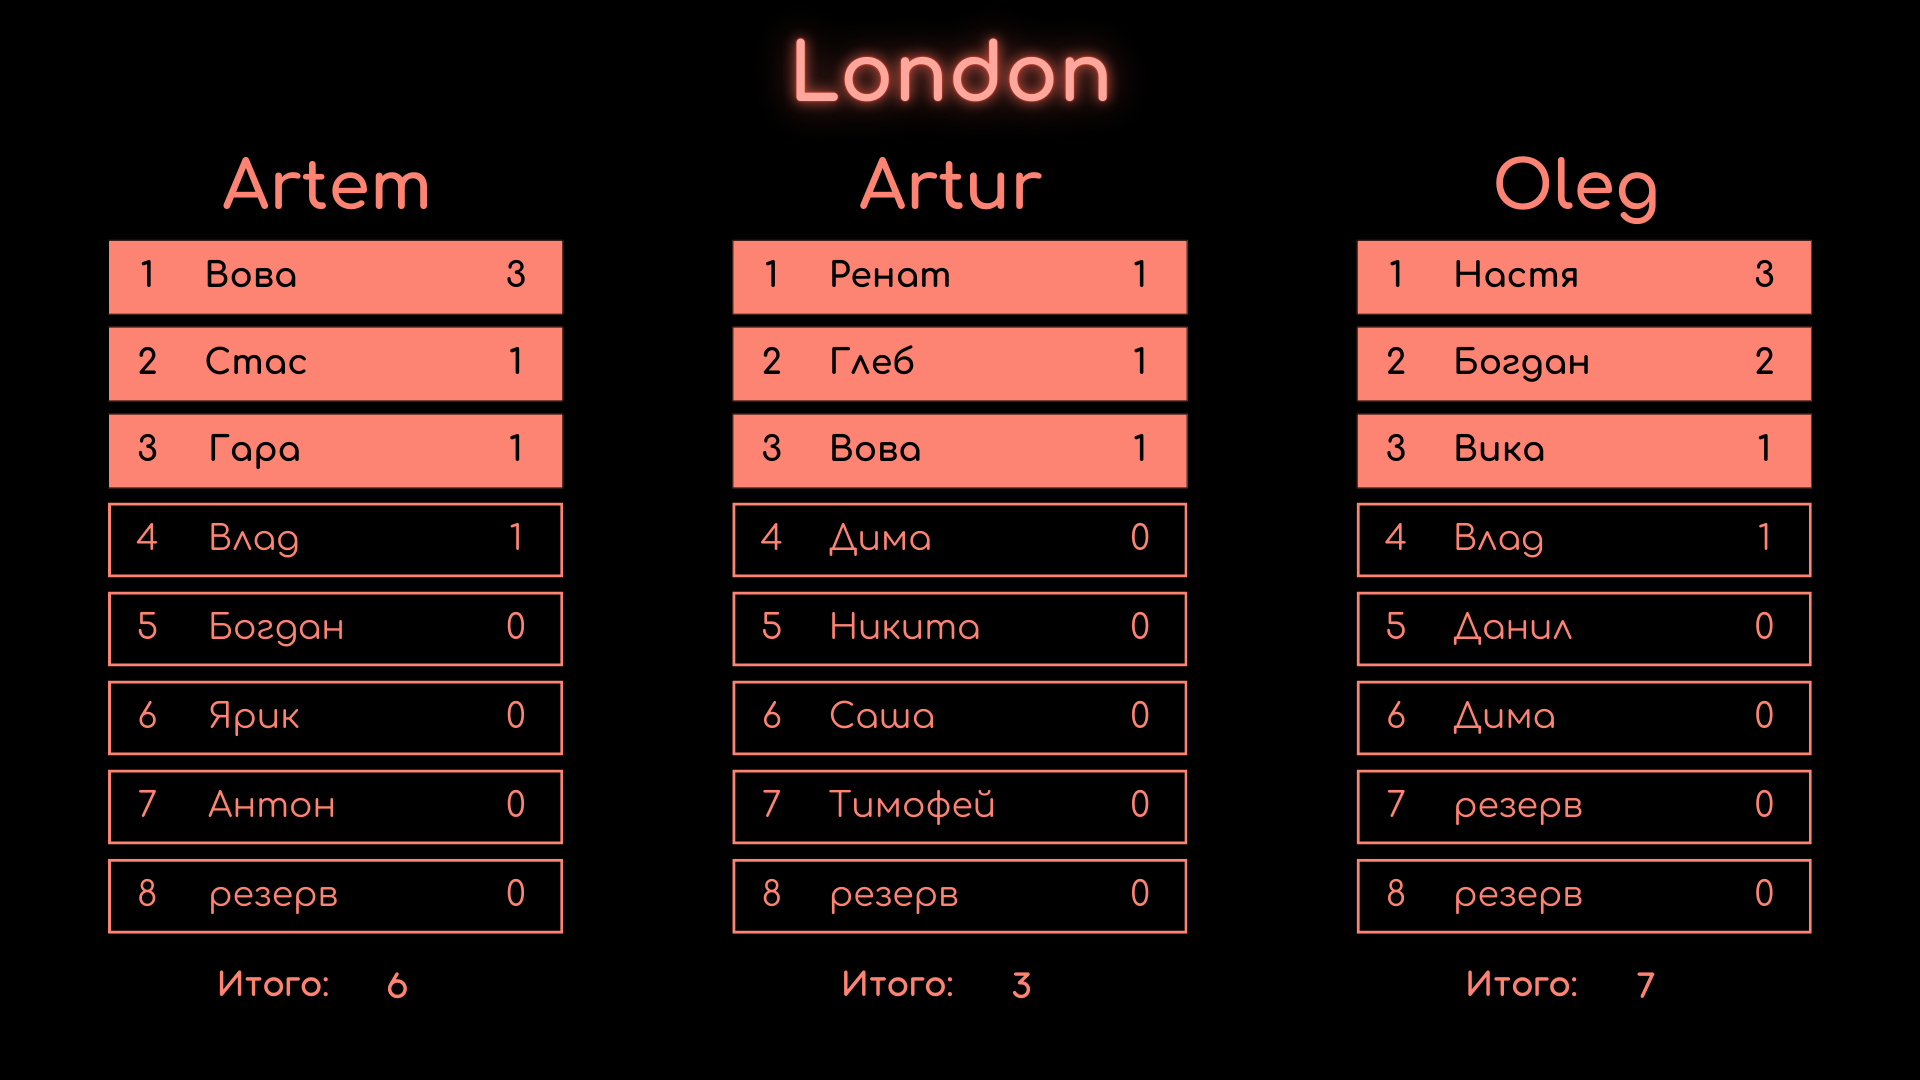 London
Artem
1 Вова 3
2 Стас 1
3 Гара 1
4 Влад 1
5 Богдан 0
6 Ярик 0
7 Антон 0
8 резерв 0
Итого: 6
Artur
1 Ренат 1
2 Глеб 1
3 Вова 1
4 Дима 0
5 Никита 0
6 Саша 0
7 Тимофей 0
8 резерв 0
Итого: 3
Oleg
1 Настя 3
2 Богдан 2
3 Вика 1
4 Влад 1
5 Данил 0
6 Дима 0
7 резерв 0
8 резерв 0
Итого: 7